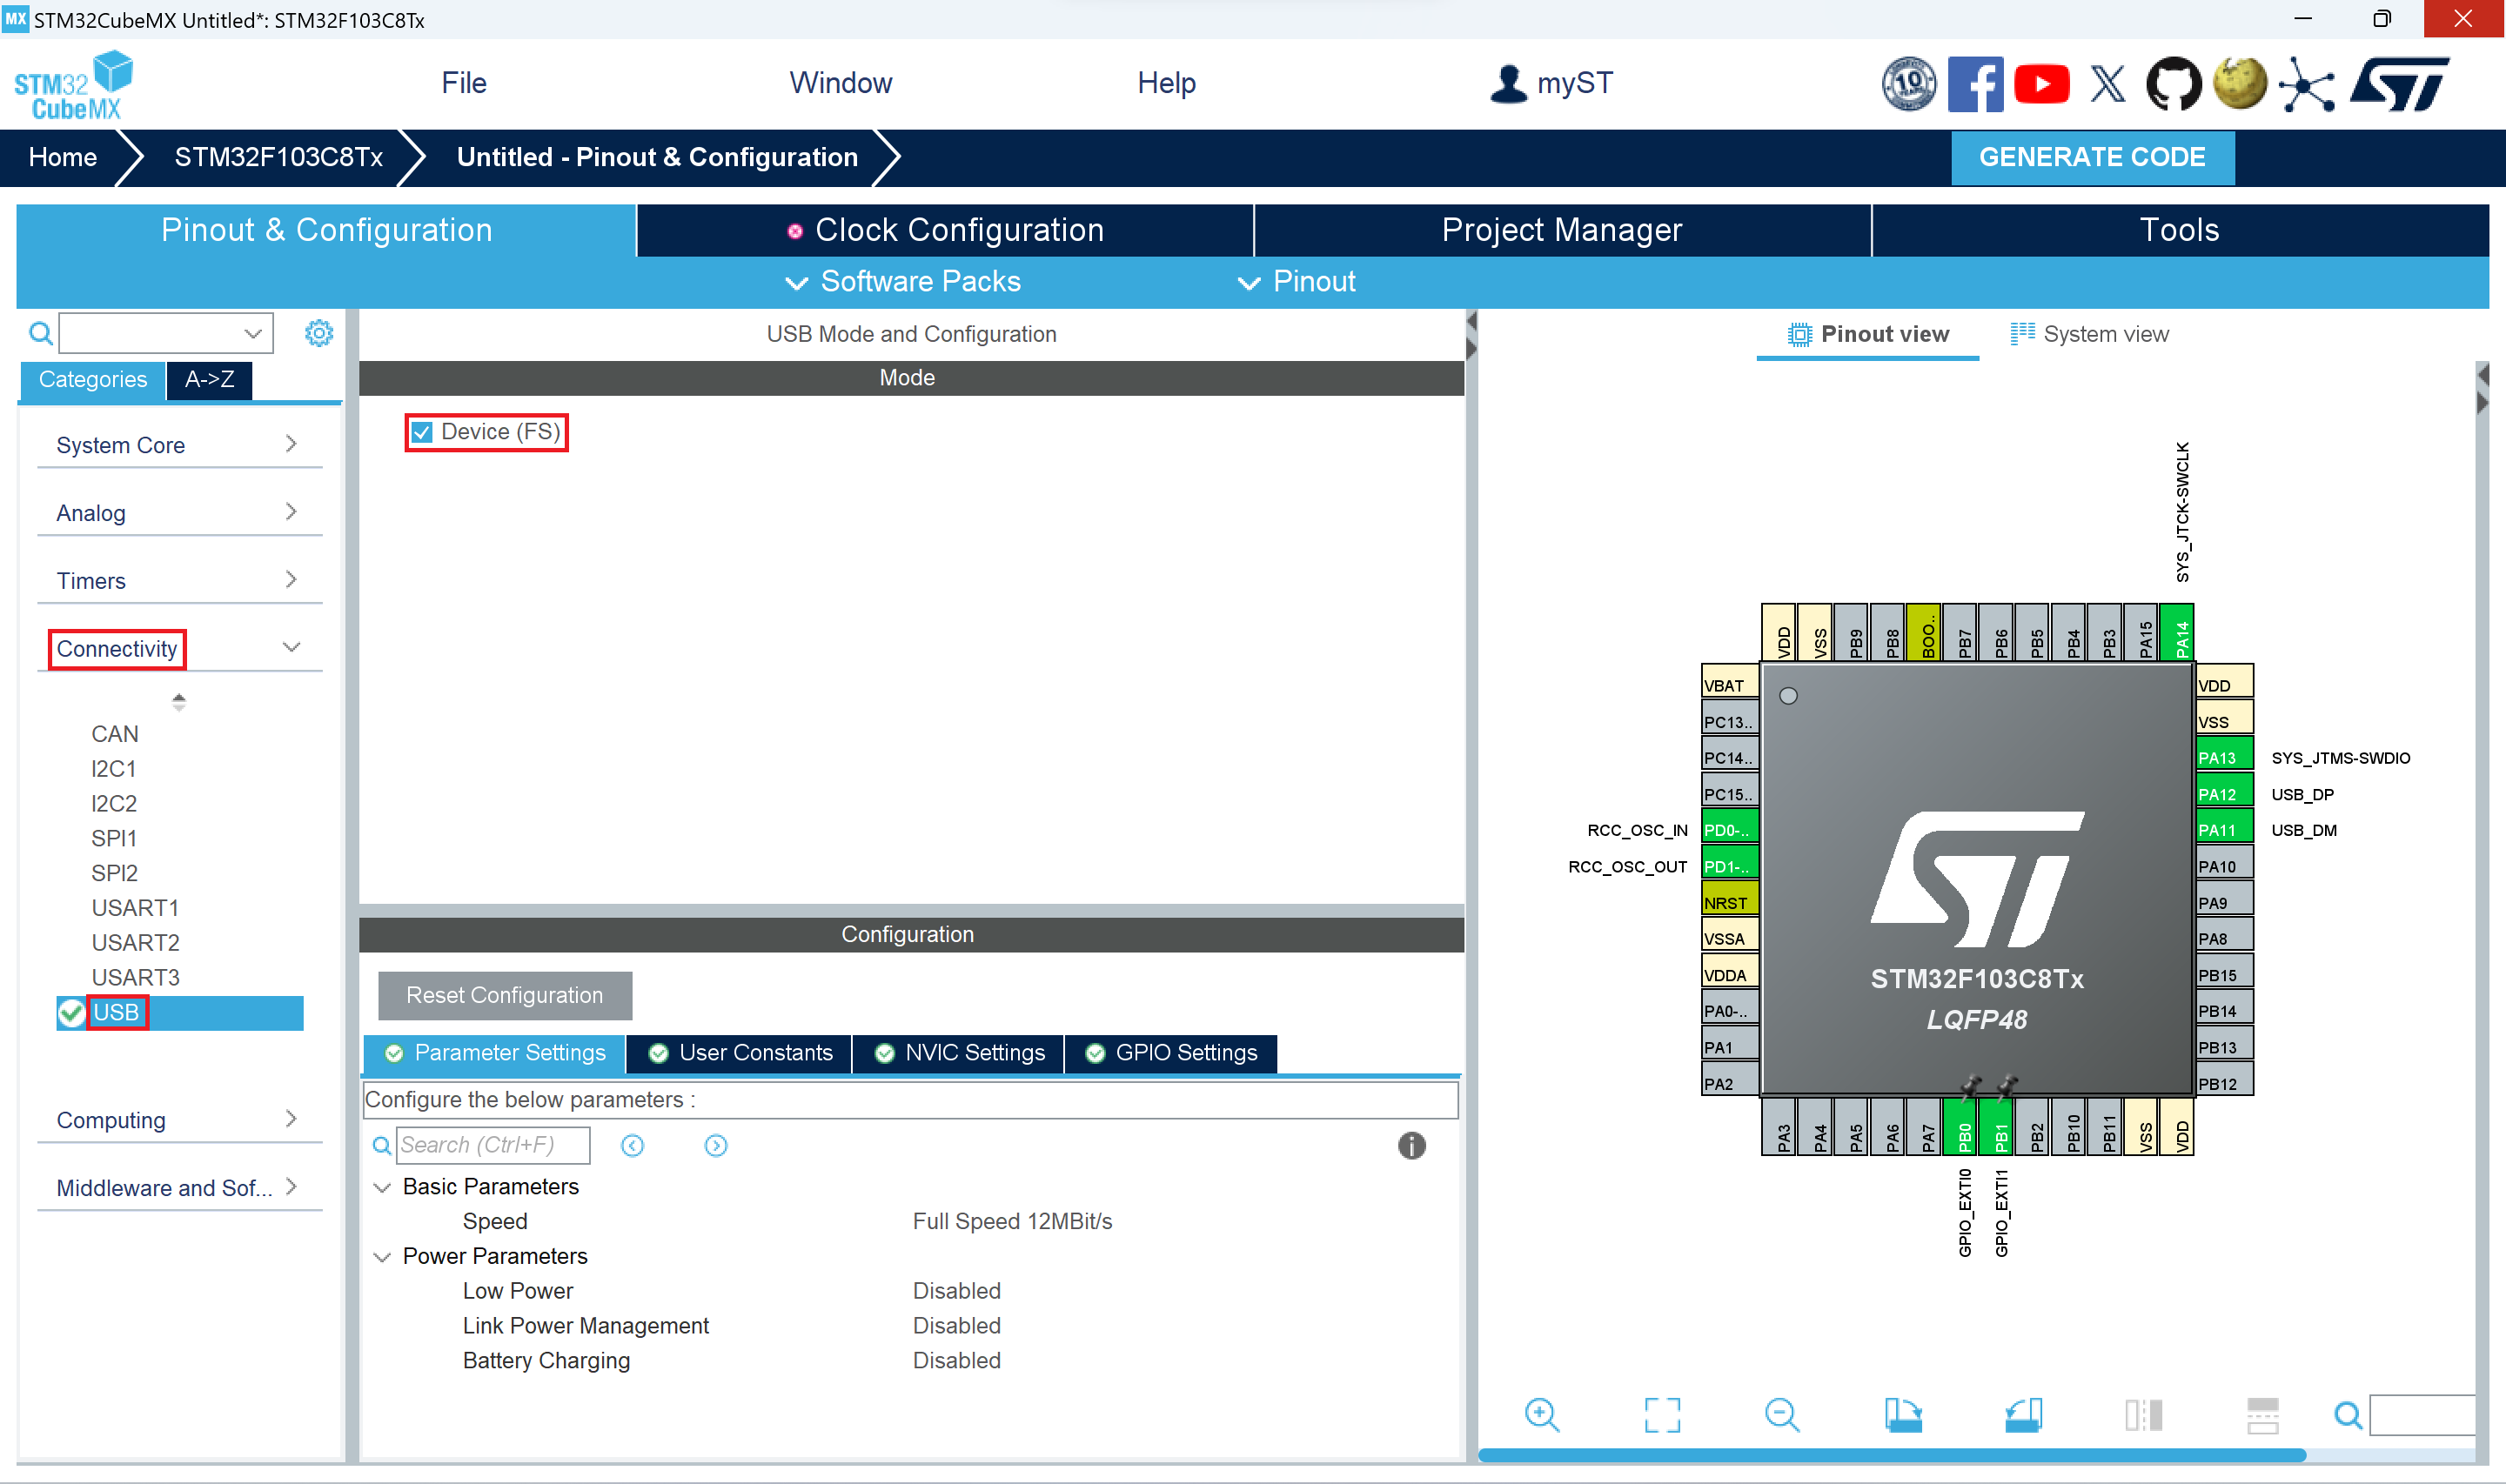 MX STM32CubeMX Untitled*: STM32F103C8Tx
STM32
CubeMX
File
Window
Help
myST
10
Home
STM32F103C8Tx
Untitled - Pinout & Configuration
GENERATE CODE
Pinout & Configuration
Clock Configuration
Project Manager
Tools
Software Packs
Pinout
Categories
A->Z
System Core
Analog
Timers
Connectivity
CAN
I2C1
I2C2
SPI1
SPI2
USART1
USART2
USART3
USB
Computing
Middleware and Sof...
USB Mode and Configuration
Mode
Device (FS)
Configuration
Reset Configuration
Parameter Settings
User Constants
NVIC Settings
GPIO Settings
Configure the below parameters :
Search (Ctrl+F)
Basic Parameters
Speed
Full Speed 12MBit/s
Power Parameters
Low Power
Disabled
Link Power Management
Disabled
Battery Charging
Disabled
Pinout view
System view
SYS_JTCK-SWCLK
VDD
VSS
PB9
PB8
BOO..
PB7
PB6
PB5
PB4
PB3
PA15
PA14
VBAT
PC13..
PC14..
PC15..
RCC_OSC_IN
PD0-..
RCC_OSC_OUT
PD1-..
NRST
VSSA
VDDA
PA0-..
PA1
PA2
VDD
VSS
PA13
SYS_JTMS-SWDIO
PA12
USB_DP
PA11
USB_DM
PA10
PA9
PA8
PB15
PB14
PB13
PB12
STM32F103C8Tx
LQFP48
PA3
PA4
PA5
PA6
PA7
PB0
PB1
PB2
PB10
PB11
VSS
VDD
GPIO_EXTI0
GPIO_EXTI1